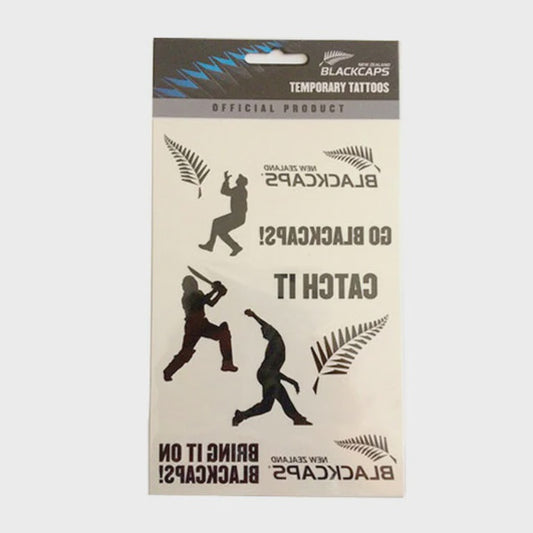 NEW ZEALAND
BLACKCAPS
TEMPORARY TATTOOS
OFFICIAL PRODUCT
NEW ZEALAND
BLACKCAPS
GO BLACKCAPS!
CATCH IT
BRING IT ON
BLACKCAPS!
NEW ZEALAND
BLACKCAPS